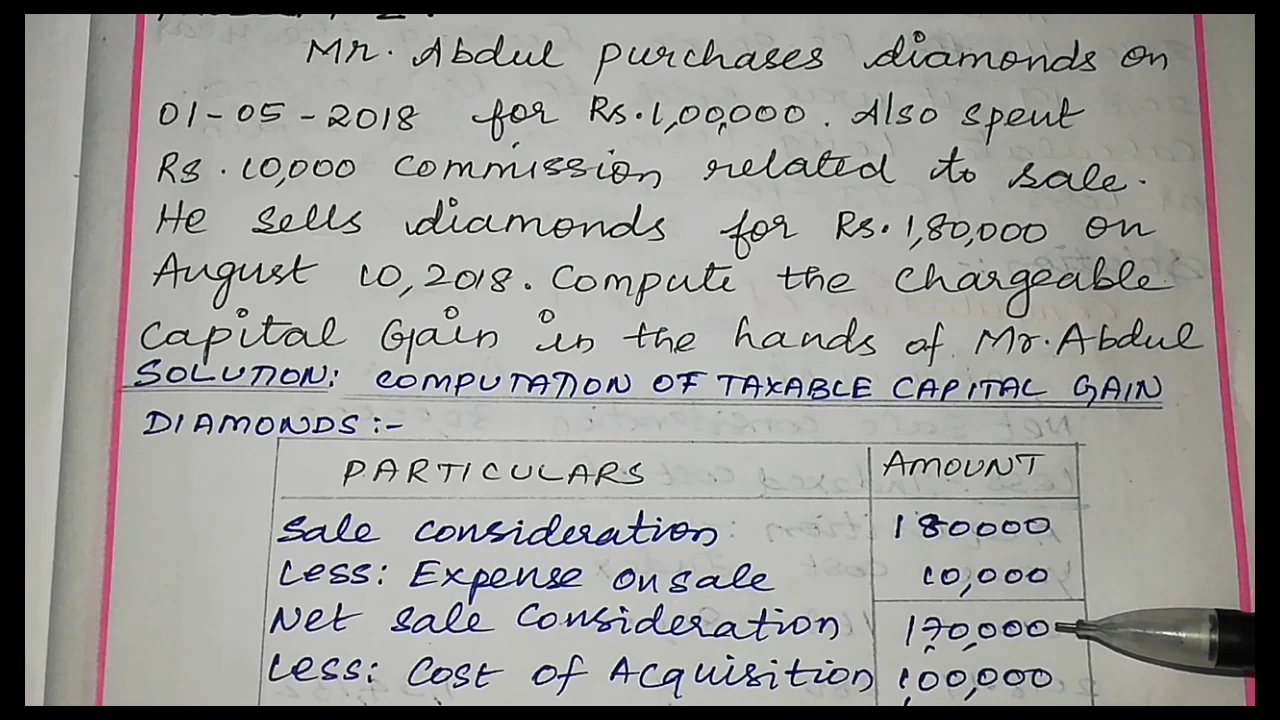 Mr. Abdul purchases diamonds on
01-05-2018 for Rs.1,00,000. Also spent
Rs.10,000 commission related to sale.
He sells diamonds for Rs.1,80,000 on
August 10,2018. Compute the chargeable
capital Gain in the hands of Mr.Abdul
SOLUTION: COMPUTATION OF TAXABLE CAPITAL GAIN
DIAMONDS:-
PARTICULARS AMOUNT
Sale consideration 180000
Less: Expense on sale 10,000
Net sale Consideration 170,000
Less: Cost of Acquisition 100,000